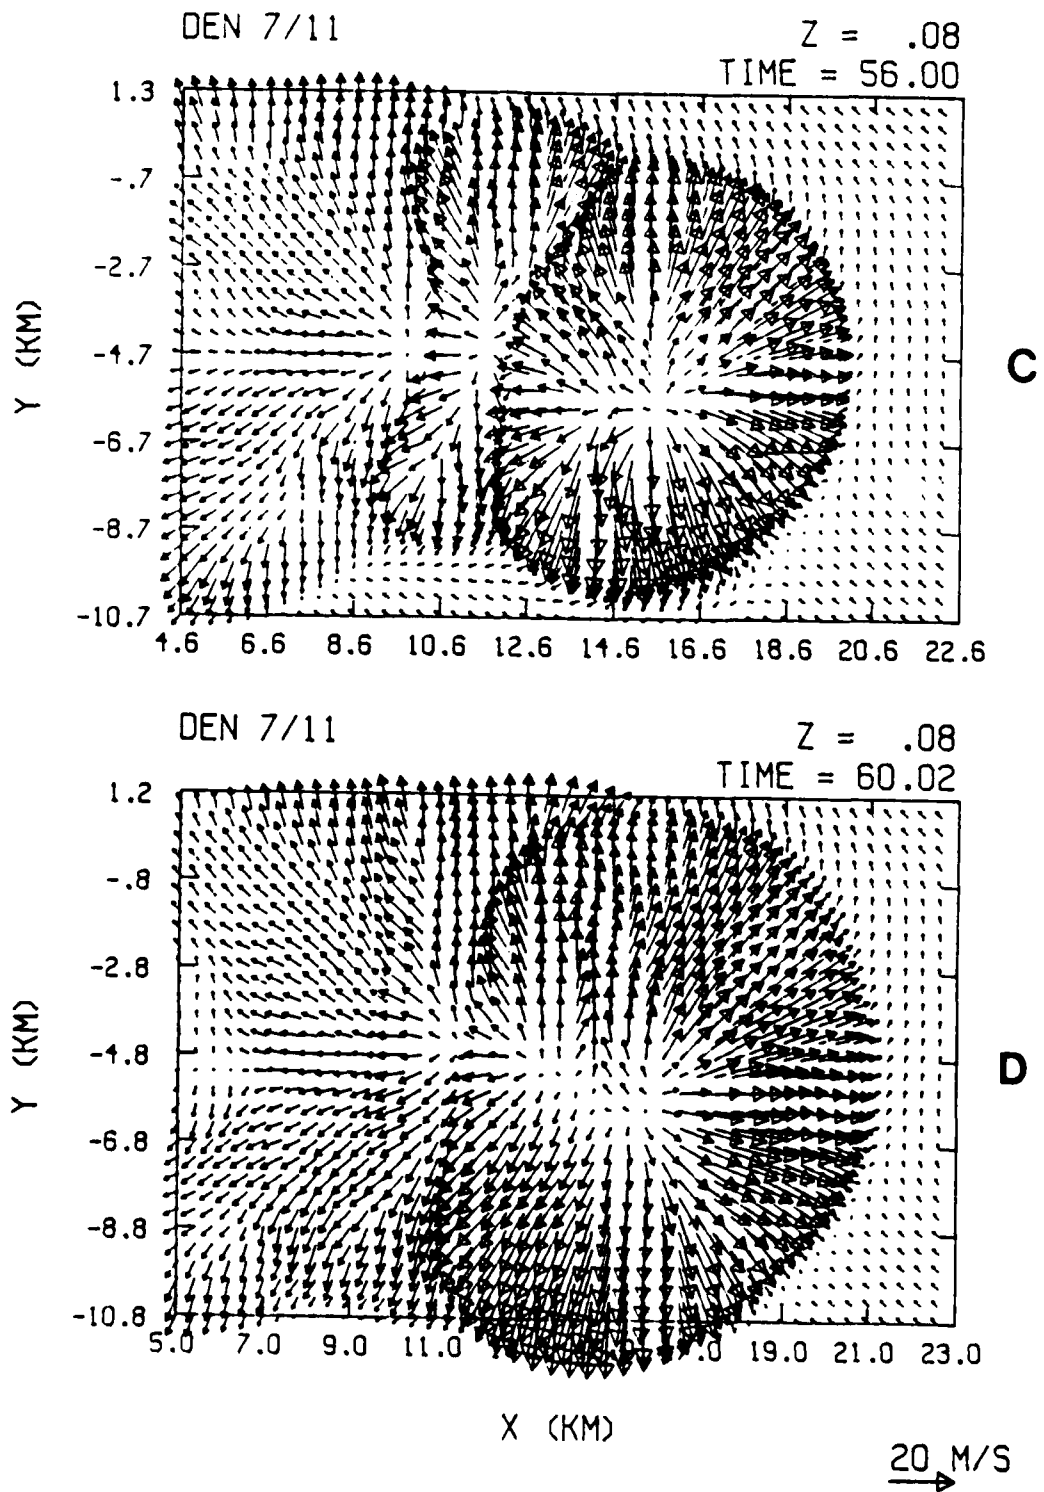 DEN 7/11
Z = .08
TIME = 56.00
1.3
-.7
-2.7
-4.7
-6.7
-8.7
-10.7
Y (KM)
C
4.6 6.6 8.6 10.6 12.6 14.6 16.6 18.6 20.6 22.6
DEN 7/11
Z = .08
TIME = 60.02
1.2
-.8
-2.8
-4.8
-6.8
-8.8
-10.8
Y (KM)
D
5.0 7.0 9.0 11.0 19.0 21.0 23.0
X (KM)
20 M/S